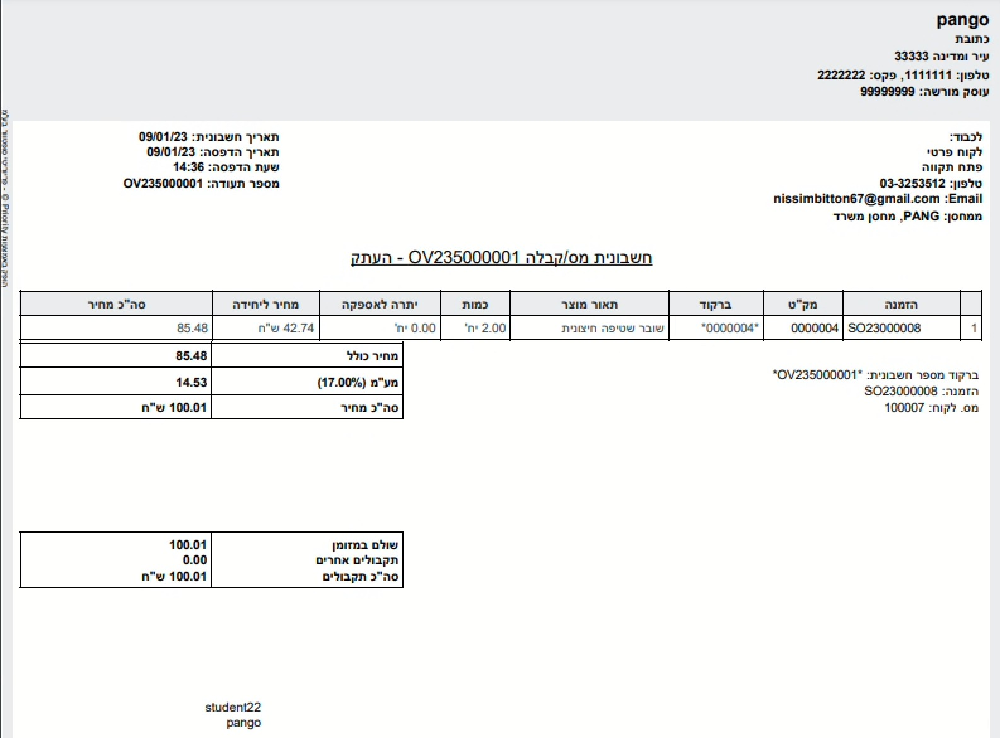 pango
כתובת
עיר ומדינה 33333
טלפון: 1111111, פקס: 2222222
עוסק מורשה: 99999999
לכבוד:
לקוח פרטי
פתח תקווה
טלפון: 03-3253512
Email: nissimbitton67@gmail.com
ממחסן: PANG, מחסן משרד
תאריך חשבונית: 09/01/23
תאריך הדפסה: 09/01/23
שעת הדפסה: 14:36
מספר תעודה: OV235000001
חשבונית מס/קבלה OV235000001 - העתק
הזמנה מק"ט ברקוד תאור מוצר כמות יתרה לאספקה מחיר ליחידה סה"כ מחיר
1 SO23000008 0000004 *0000004* שובר שטיפה חיצונית 2.00 יח' 0.00 יח' 42.74 ש"ח 85.48
מחיר כולל 85.48
מע"מ (17.00%) 14.53
סה"כ מחיר 100.01 ש"ח
ברקוד מספר חשבונית: *OV235000001*
הזמנה: SO23000008
מס. לקוח: 100007
שולם במזומן 100.01
תקבולים אחרים 0.00
סה"כ תקבולים 100.01 ש"ח
student22
pango
© Priority